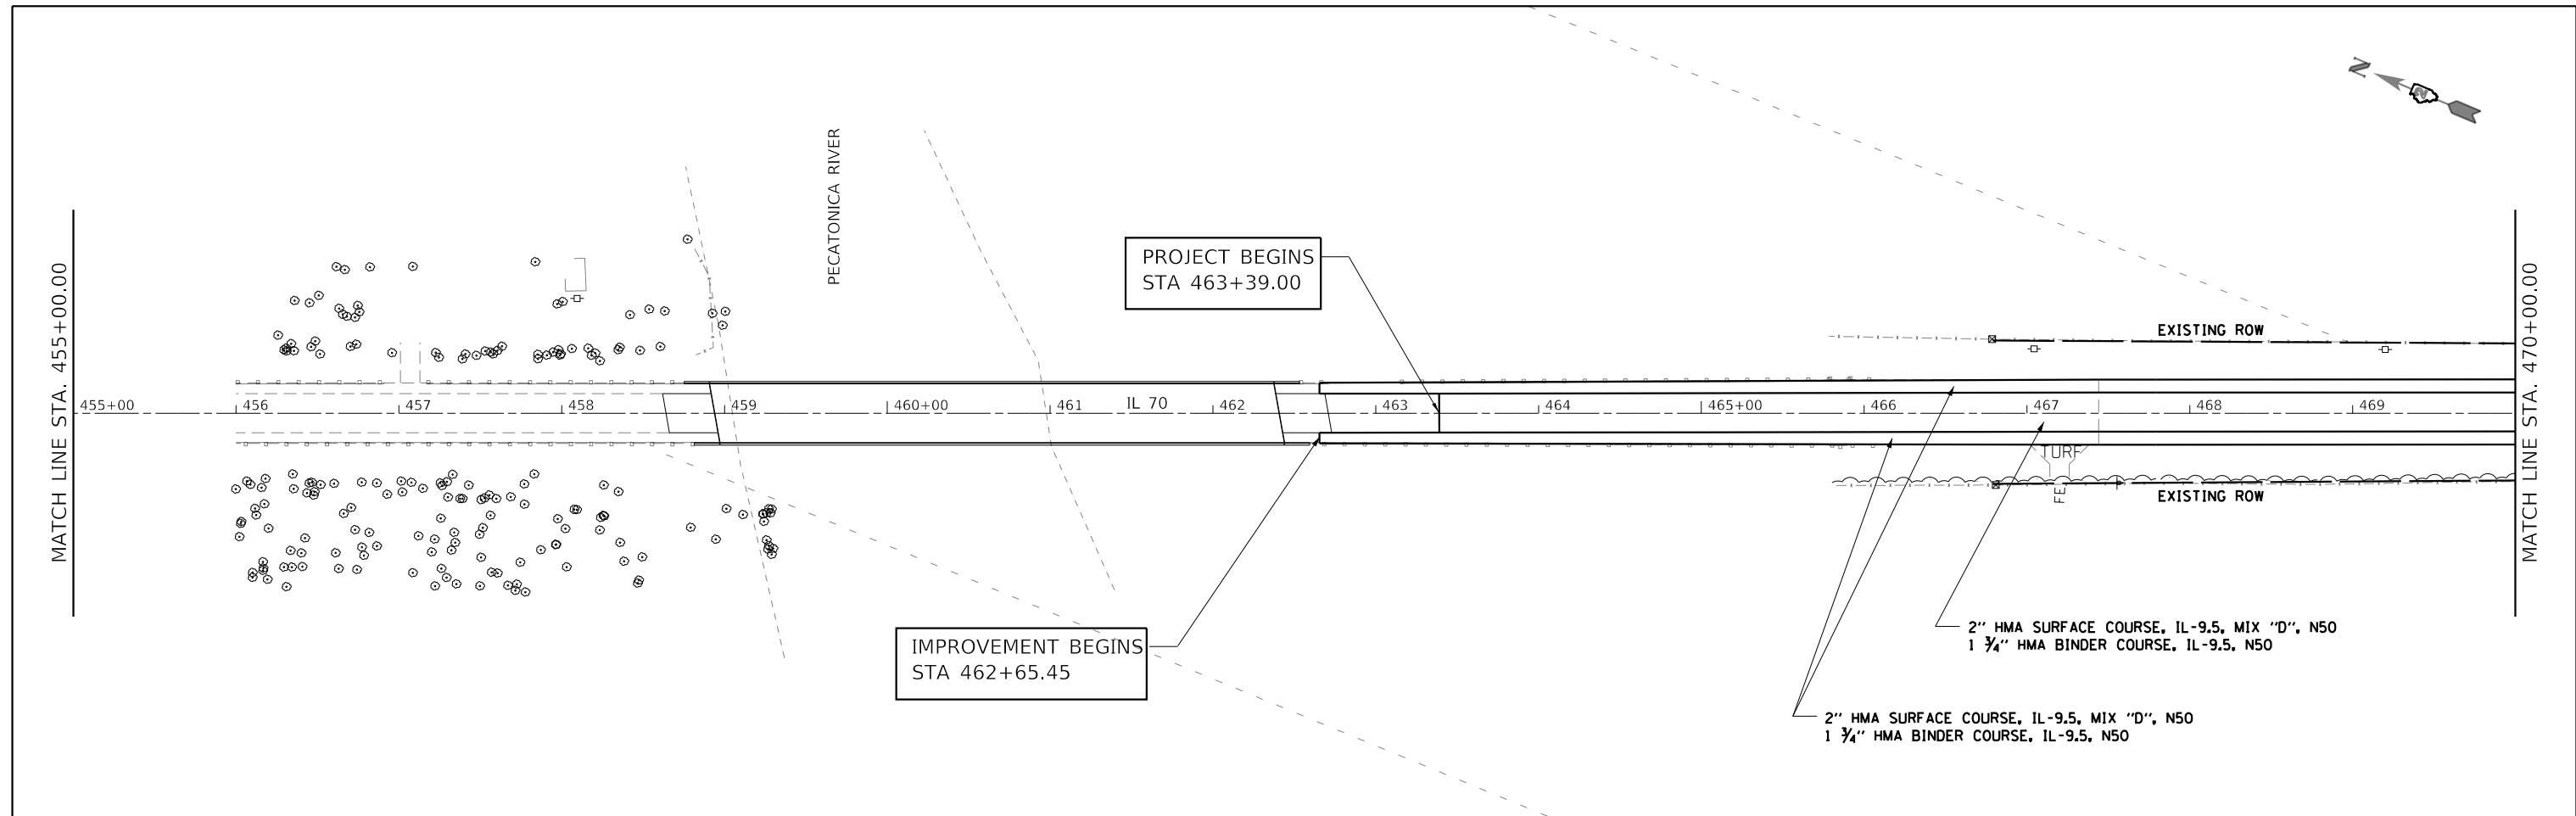 N
PECATONICA RIVER
PROJECT BEGINS
STA 463+39.00
MATCH LINE STA. 455+00.00
MATCH LINE STA. 470+00.00
EXISTING ROW
455+00
456
457
458
459
460+00
461
IL 70
462
463
464
465+00
466
467
468
469
TURF
FE
EXISTING ROW
IMPROVEMENT BEGINS
STA 462+65.45
2" HMA SURFACE COURSE, IL-9.5, MIX "D", N50
1 ¾" HMA BINDER COURSE, IL-9.5, N50
2" HMA SURFACE COURSE, IL-9.5, MIX "D", N50
1 ¾" HMA BINDER COURSE, IL-9.5, N50